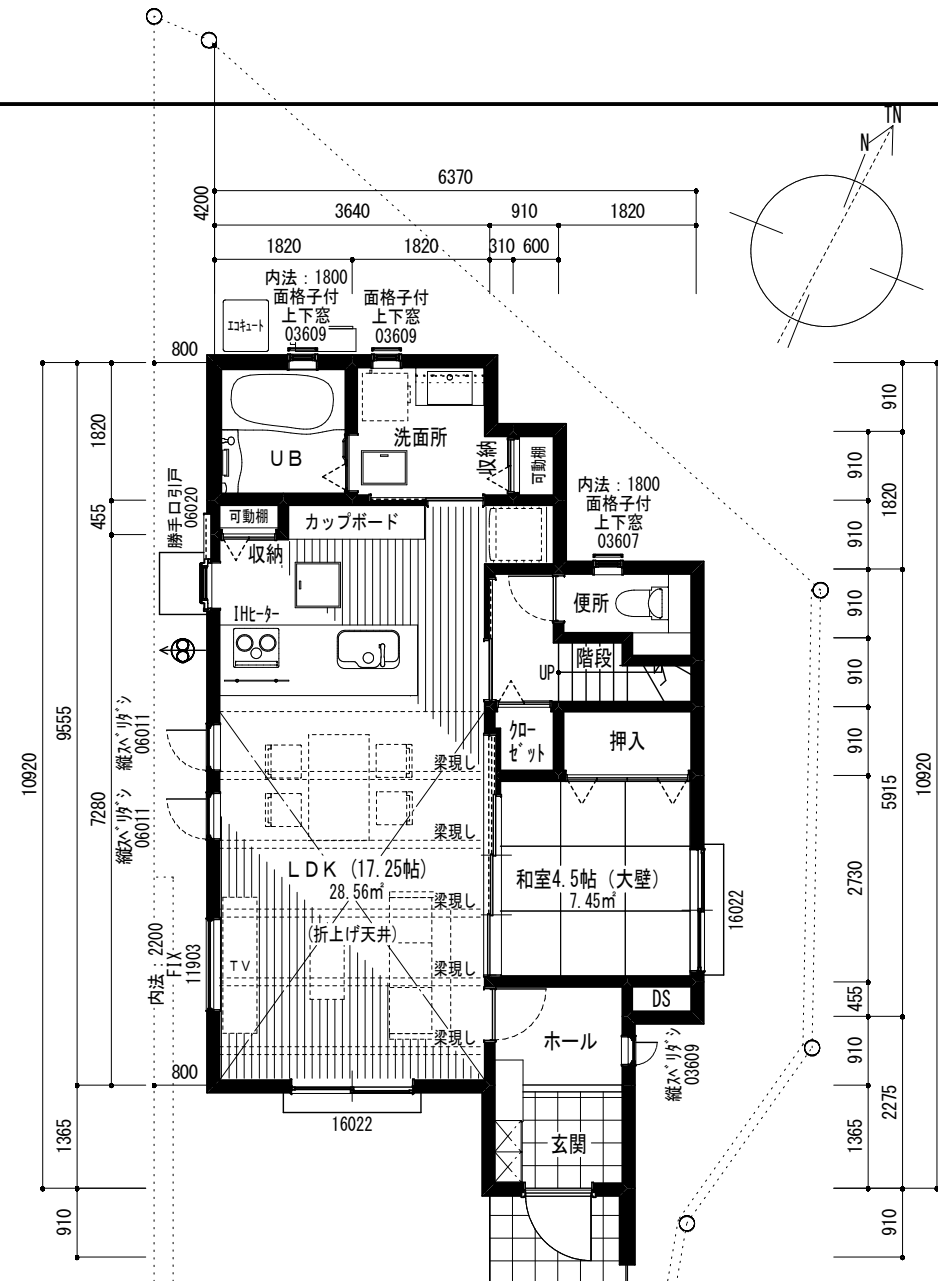 TN
N
6370
4200
3640
910
1820
1820
1820
310
600
内法：1800
面格子付
上下窓
03609
面格子付
上下窓
03609
エコキュート
800
10920
9555
1820
455
7280
1365
910
勝手口引戸
06020
ＵＢ
洗面所
収納
可動棚
可動棚
収納
カップボード
内法：1800
面格子付
上下窓
03607
IHヒーター
便所
階段
UP
クロー
ゼット
押入
縦スベリダシ
06011
縦スベリダシ
06011
梁現し
梁現し
梁現し
梁現し
梁現し
ＬＤＫ（17.25帖）
28.56㎡
(折上げ天井)
ＴＶ
和室4.5帖（大壁）
7.45㎡
16022
内法：2200
FIX
11903
DS
ホール
縦スベリダシ
03609
800
16022
玄関
910
910
910
910
910
910
2730
455
910
1365
910
1820
5915
2275
10920